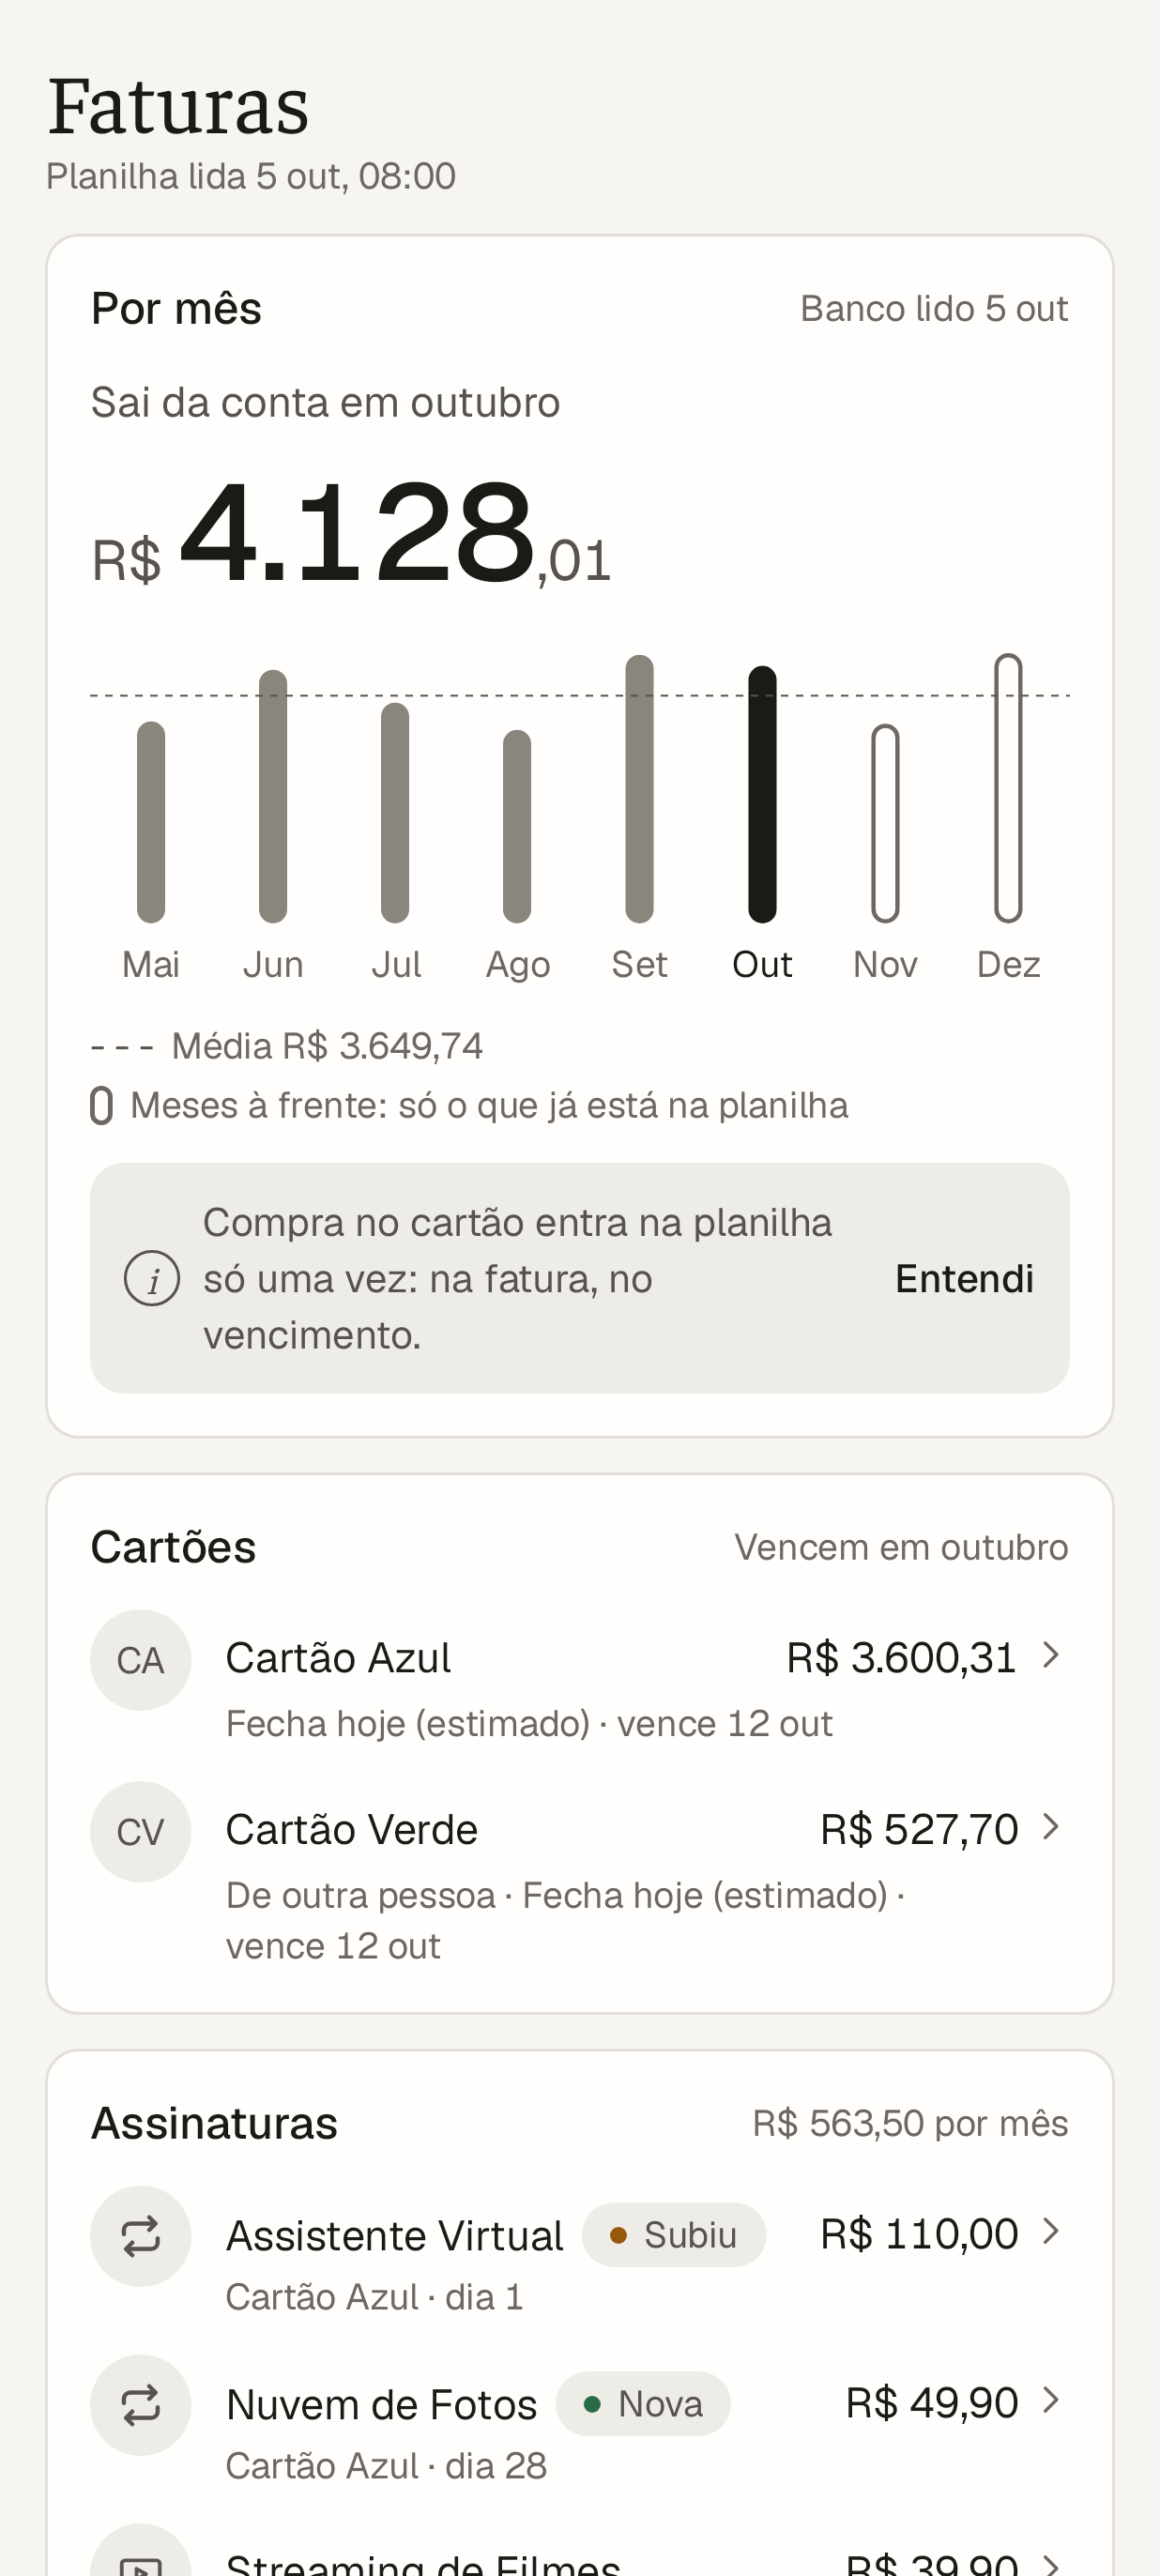 Faturas
Planilha lida 5 out, 08:00
Por mês
Banco lido 5 out
Sai da conta em outubro
R$ 4.128,01
Mai Jun Jul Ago Set Out Nov Dez
Média R$ 3.649,74
Meses à frente: só o que já está na planilha
Compra no cartão entra na planilha
só uma vez: na fatura, no
vencimento.
Entendi
Cartões
Vencem em outubro
CA
Cartão Azul
R$ 3.600,31
Fecha hoje (estimado) · vence 12 out
CV
Cartão Verde
R$ 527,70
De outra pessoa · Fecha hoje (estimado) ·
vence 12 out
Assinaturas
R$ 563,50 por mês
Assistente Virtual
Subiu
R$ 110,00
Cartão Azul · dia 1
Nuvem de Fotos
Nova
R$ 49,90
Cartão Azul · dia 28
Streaming de Filmes
R$ 39,90